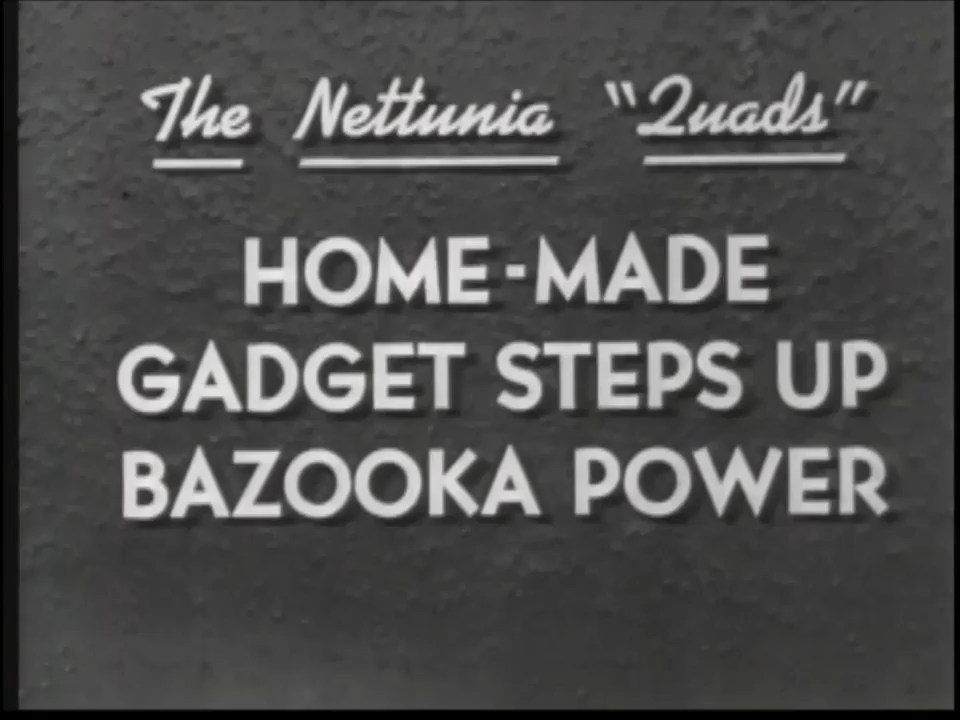 The Nettunia "Quads"
HOME-MADE
GADGET STEPS UP
BAZOOKA POWER